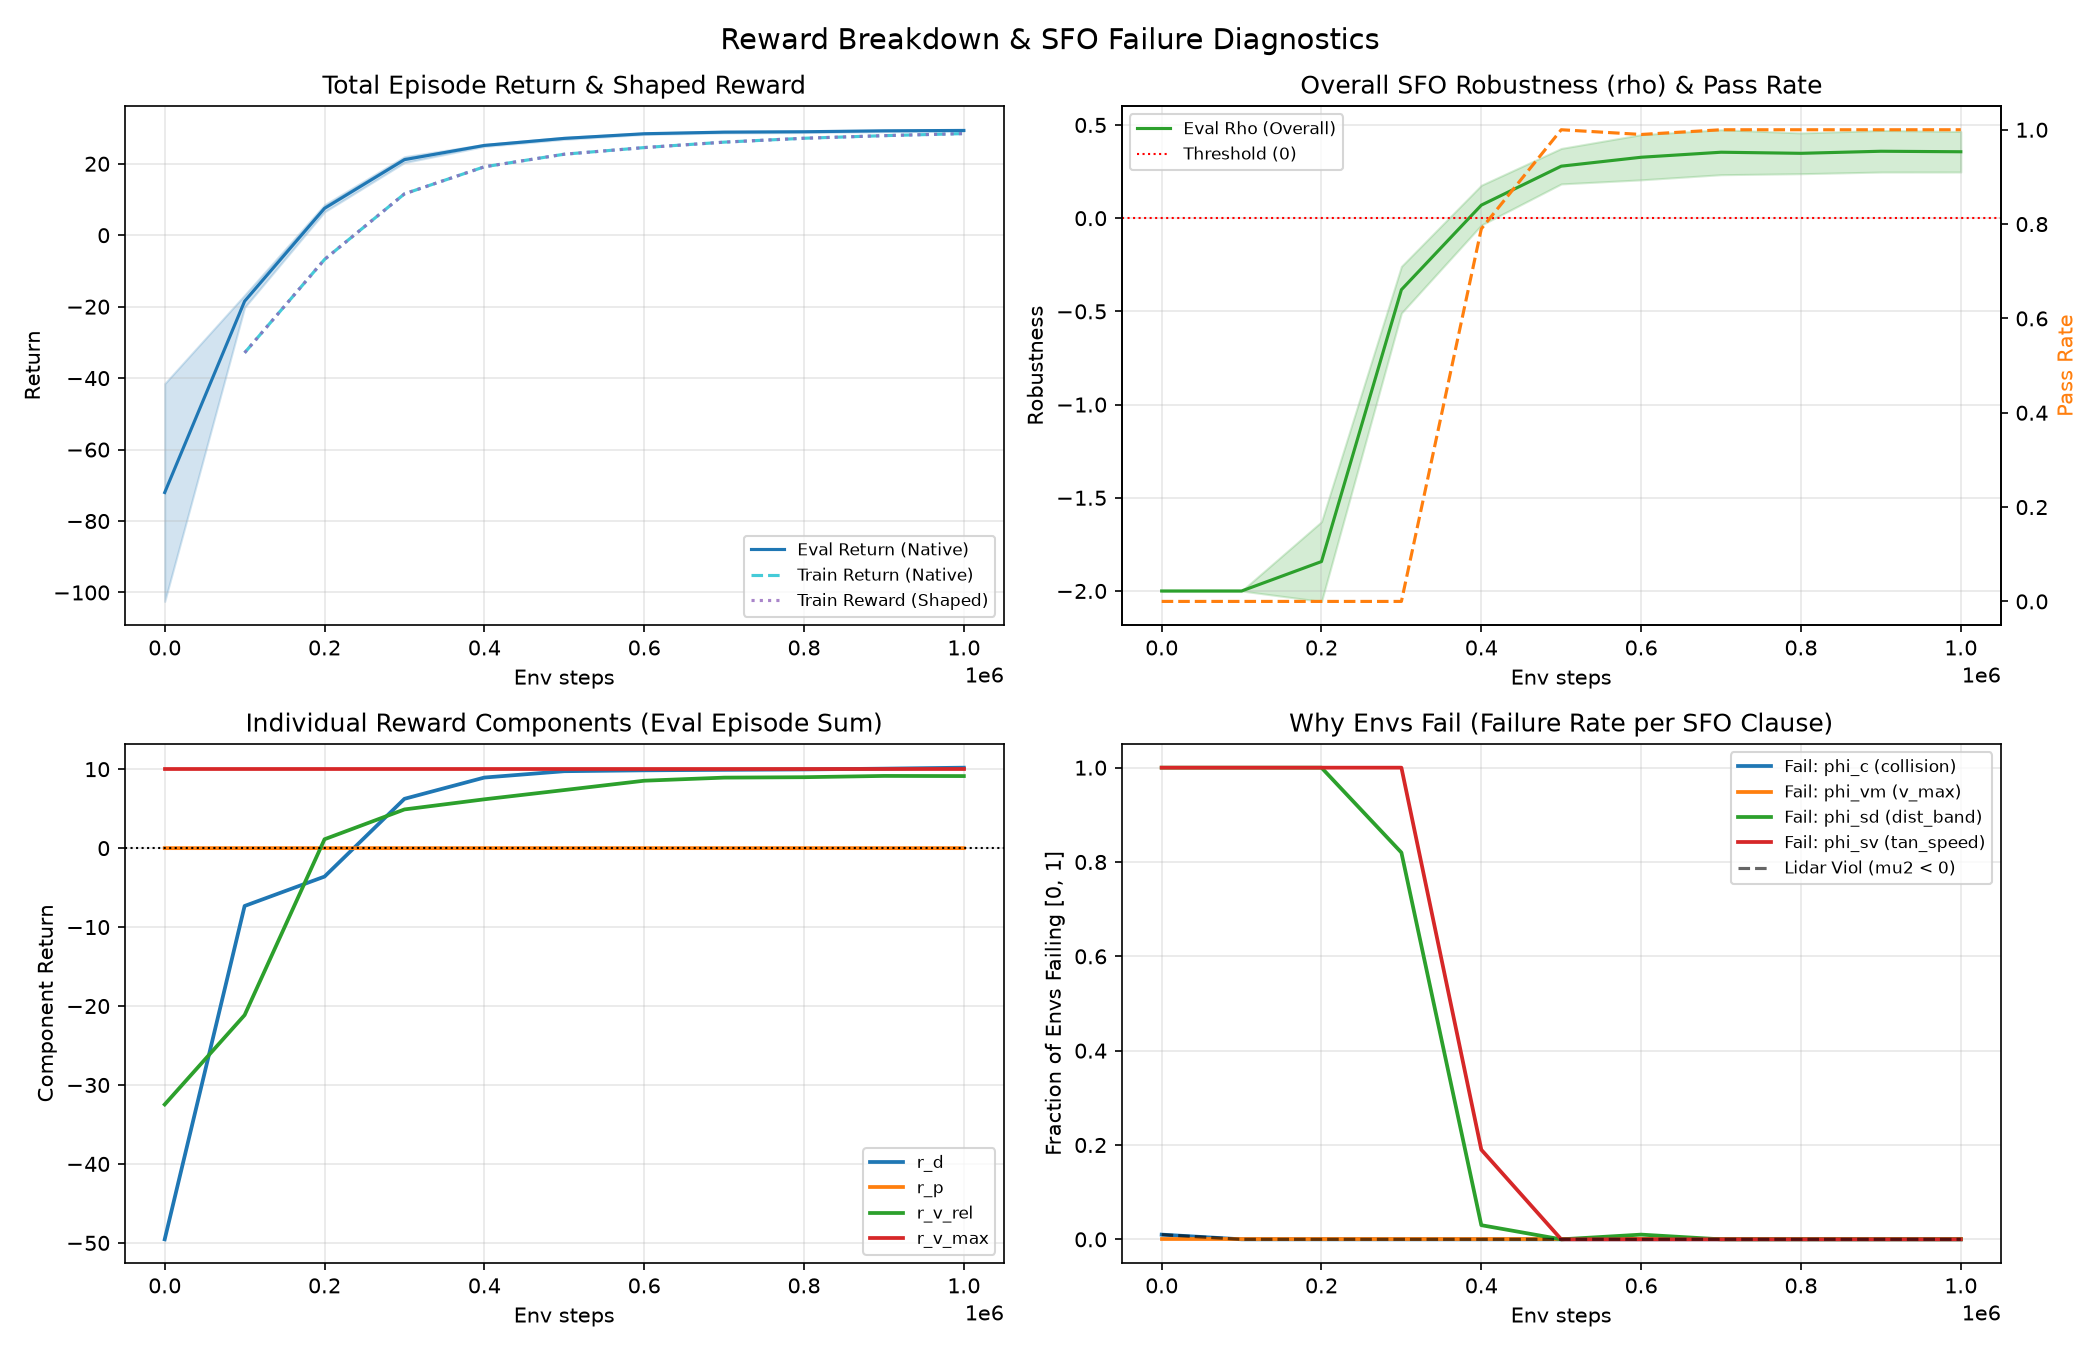 Reward Breakdown & SFO Failure Diagnostics
Total Episode Return & Shaped Reward
Return
20
0
−20
−40
−60
−80
−100
Eval Return (Native)
Train Return (Native)
Train Reward (Shaped)
0.0 0.2 0.4 0.6 0.8 1.0
1e6
Env steps
Overall SFO Robustness (rho) & Pass Rate
Robustness
0.5
0.0
−0.5
−1.0
−1.5
−2.0
Eval Rho (Overall)
Threshold (0)
1.0
0.8
0.6
0.4
0.2
0.0
Pass Rate
0.0 0.2 0.4 0.6 0.8 1.0
1e6
Env steps
Individual Reward Components (Eval Episode Sum)
Component Return
10
0
−10
−20
−30
−40
−50
r_d
r_p
r_v_rel
r_v_max
0.0 0.2 0.4 0.6 0.8 1.0
1e6
Env steps
Why Envs Fail (Failure Rate per SFO Clause)
Fraction of Envs Failing [0, 1]
1.0
0.8
0.6
0.4
0.2
0.0
Fail: phi_c (collision)
Fail: phi_vm (v_max)
Fail: phi_sd (dist_band)
Fail: phi_sv (tan_speed)
Lidar Viol (mu2 < 0)
0.0 0.2 0.4 0.6 0.8 1.0
1e6
Env steps